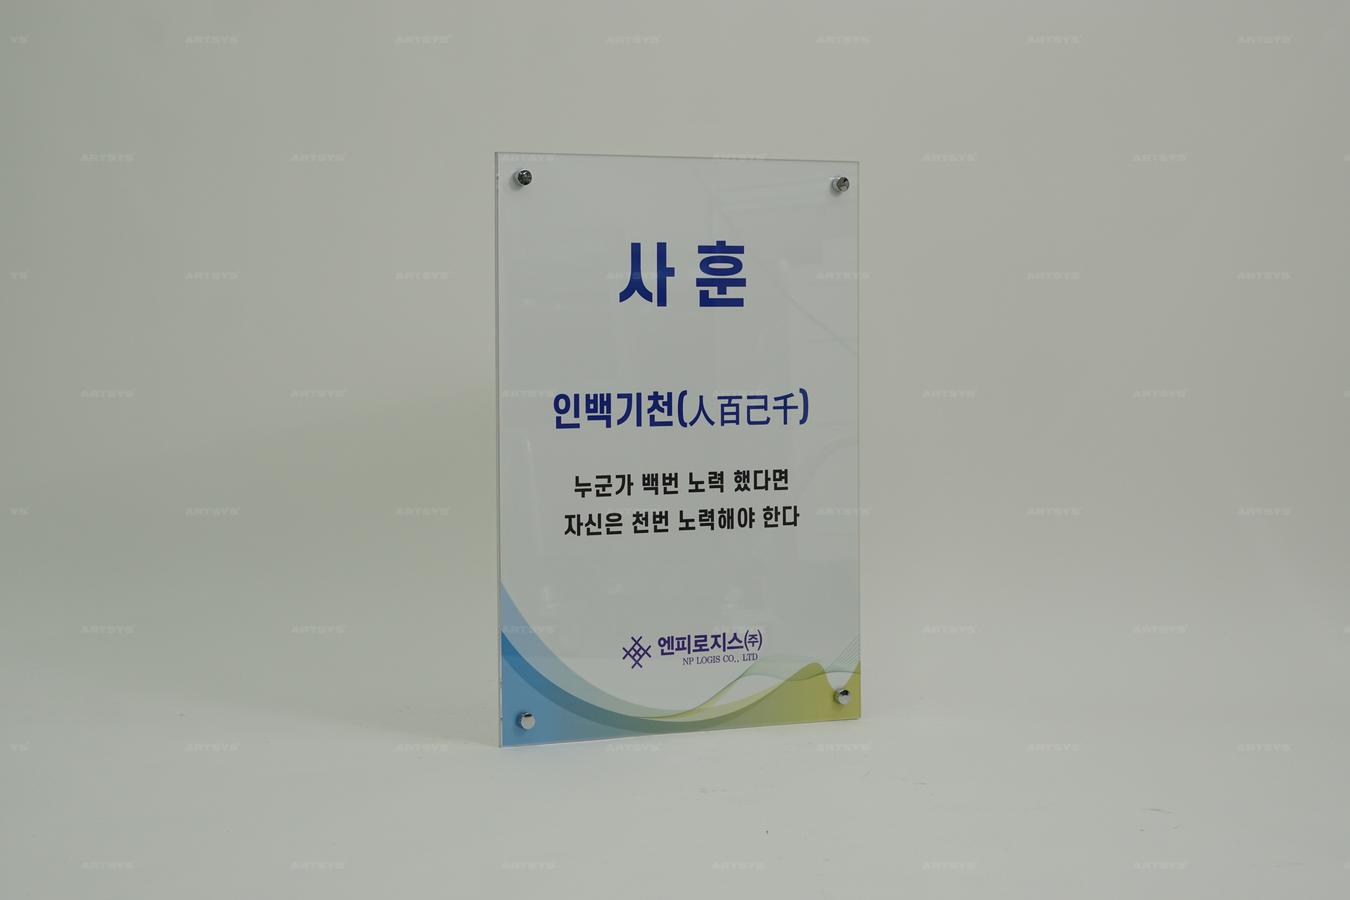 사 훈
인백기천(人百己千)
누군가 백번 노력 했다면
자신은 천번 노력해야 한다
엔피로지스㈜
NP LOGIS CO., LTD
ARTSYS